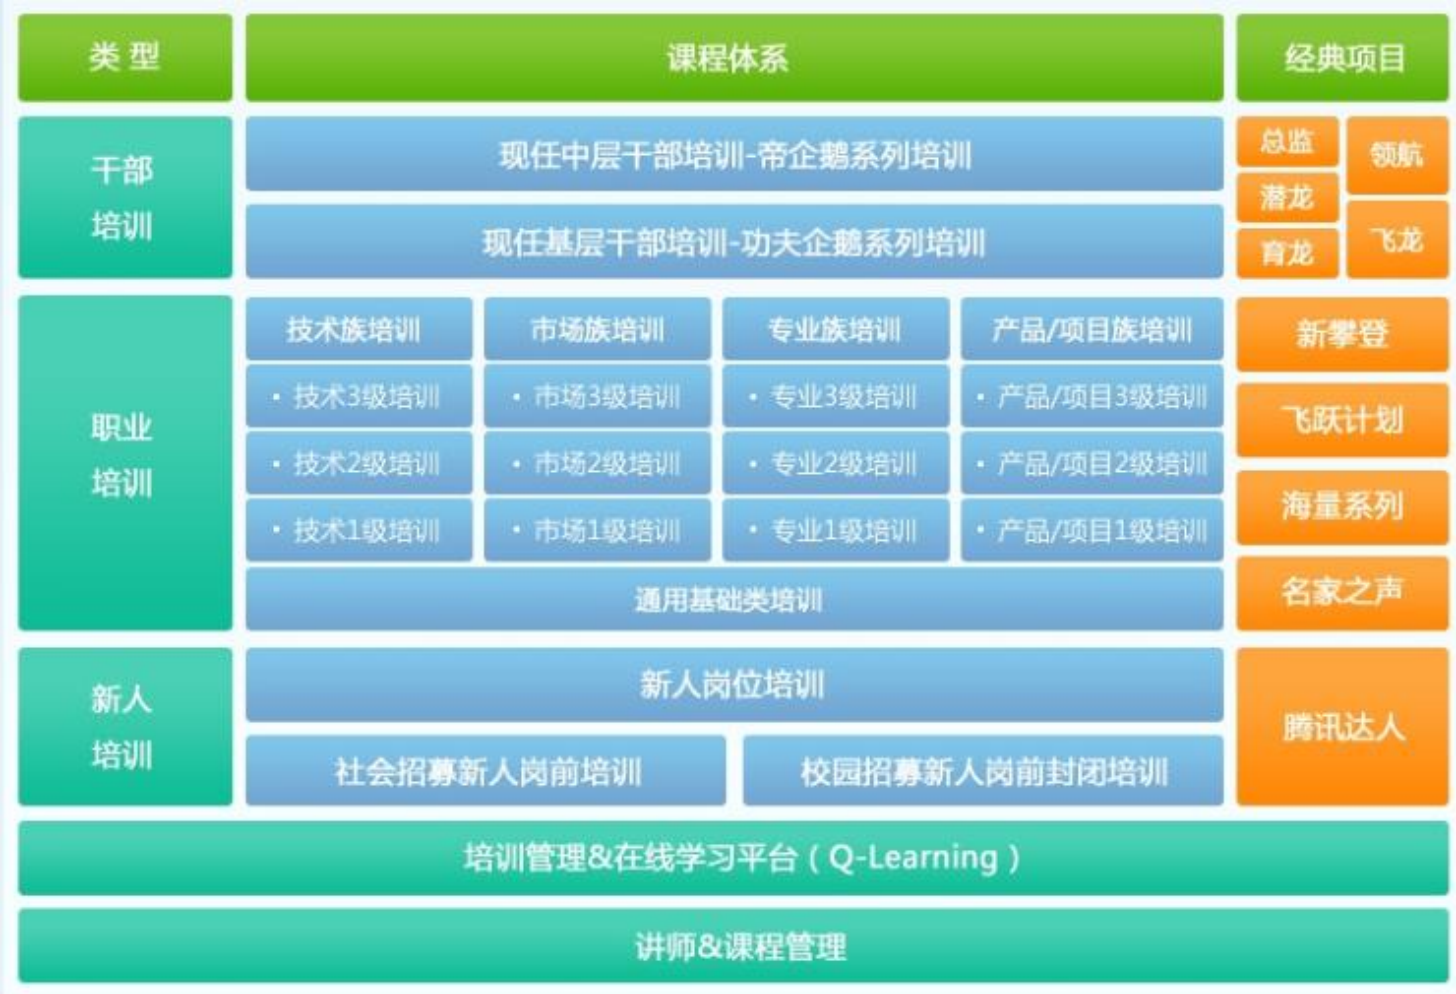 类 型
课程体系
经典项目
干部
培训
现任中层干部培训-帝企鹅系列培训
现任基层干部培训-功夫企鹅系列培训
总监
潜龙
育龙
领航
飞龙
职业
培训
技术族培训
市场族培训
专业族培训
产品/项目族培训
· 技术3级培训
· 市场3级培训
· 专业3级培训
· 产品/项目3级培训
· 技术2级培训
· 市场2级培训
· 专业2级培训
· 产品/项目2级培训
· 技术1级培训
· 市场1级培训
· 专业1级培训
· 产品/项目1级培训
通用基础类培训
新攀登
飞跃计划
海量系列
名家之声
新人
培训
新人岗位培训
社会招募新人岗前培训
校园招募新人岗前封闭培训
腾讯达人
培训管理&在线学习平台（Q-Learning）
讲师&课程管理